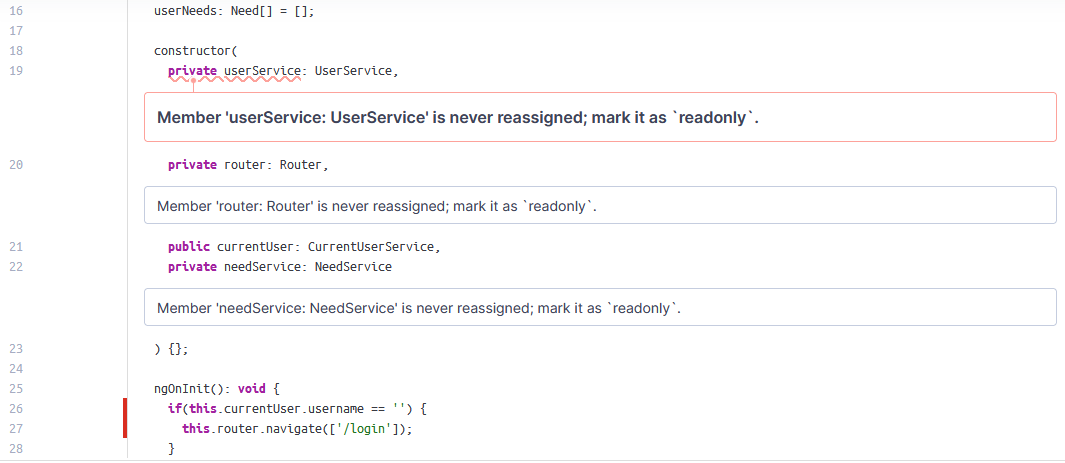 16 userNeeds: Need[] = [];
17
18 constructor(
19 private userService: UserService,
Member 'userService: UserService' is never reassigned; mark it as `readonly`.
20 private router: Router,
Member 'router: Router' is never reassigned; mark it as `readonly`.
21 public currentUser: CurrentUserService,
22 private needService: NeedService
Member 'needService: NeedService' is never reassigned; mark it as `readonly`.
23 ) {};
24
25 ngOnInit(): void {
26 if(this.currentUser.username == '') {
27 this.router.navigate(['/login']);
28 }